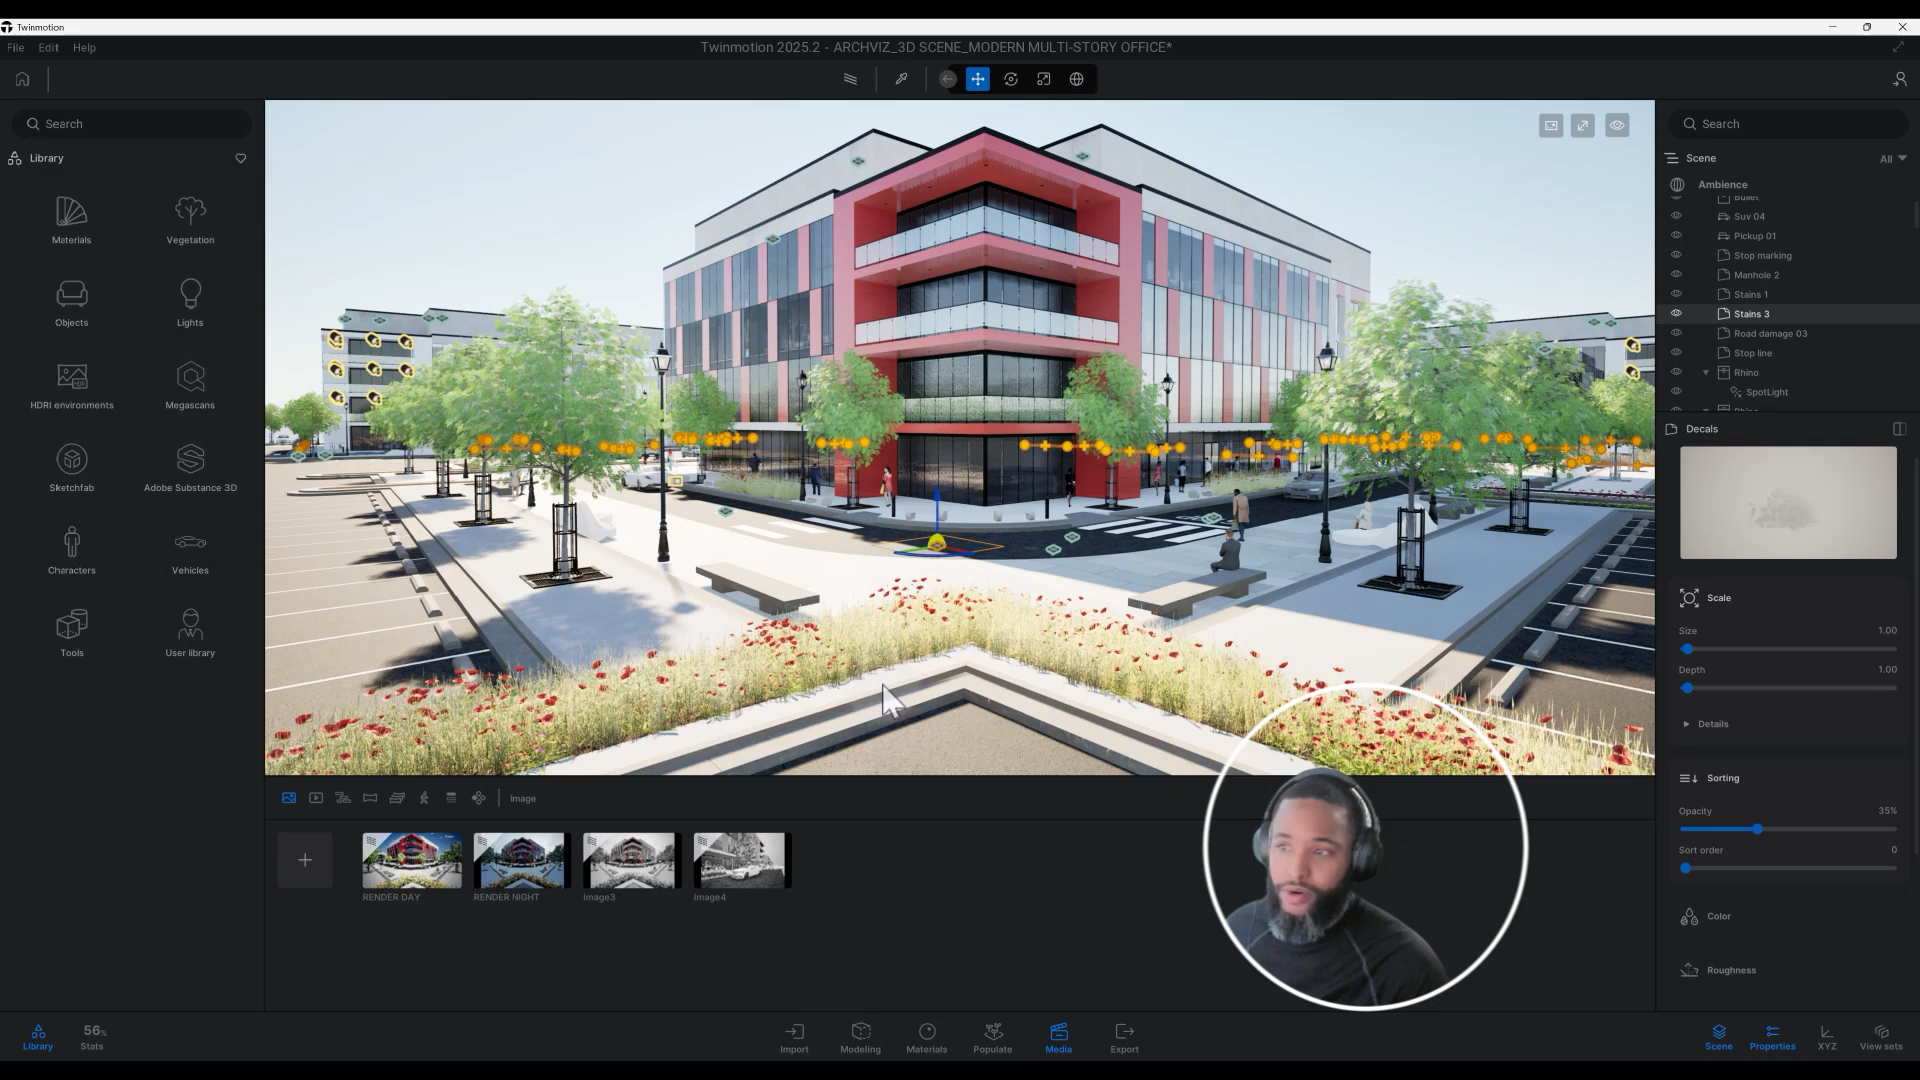 Twinmotion
File Edit Help
Twinmotion 2025.2 - ARCHVIZ_3D SCENE_MODERN MULTI-STORY OFFICE*
Search
Library
Materials
Vegetation
Objects
Lights
HDRI environments
Megascans
Sketchfab
Adobe Substance 3D
Characters
Vehicles
Tools
User library
Search
Scene
All
Ambience
Bullet
Suv 04
Pickup 01
Stop marking
Manhole 2
Stains 1
Stains 3
Road damage 03
Stop line
Rhino
SpotLight
Decals
Scale
Size 1.00
Depth 1.00
Details
Sorting
Opacity 35%
Sort order 0
Color
Roughness
Image
RENDER DAY
RENDER NIGHT
Image3
Image4
Library
56%
Stats
Import
Modeling
Materials
Populate
Media
Export
Scene
Properties
XYZ
View sets